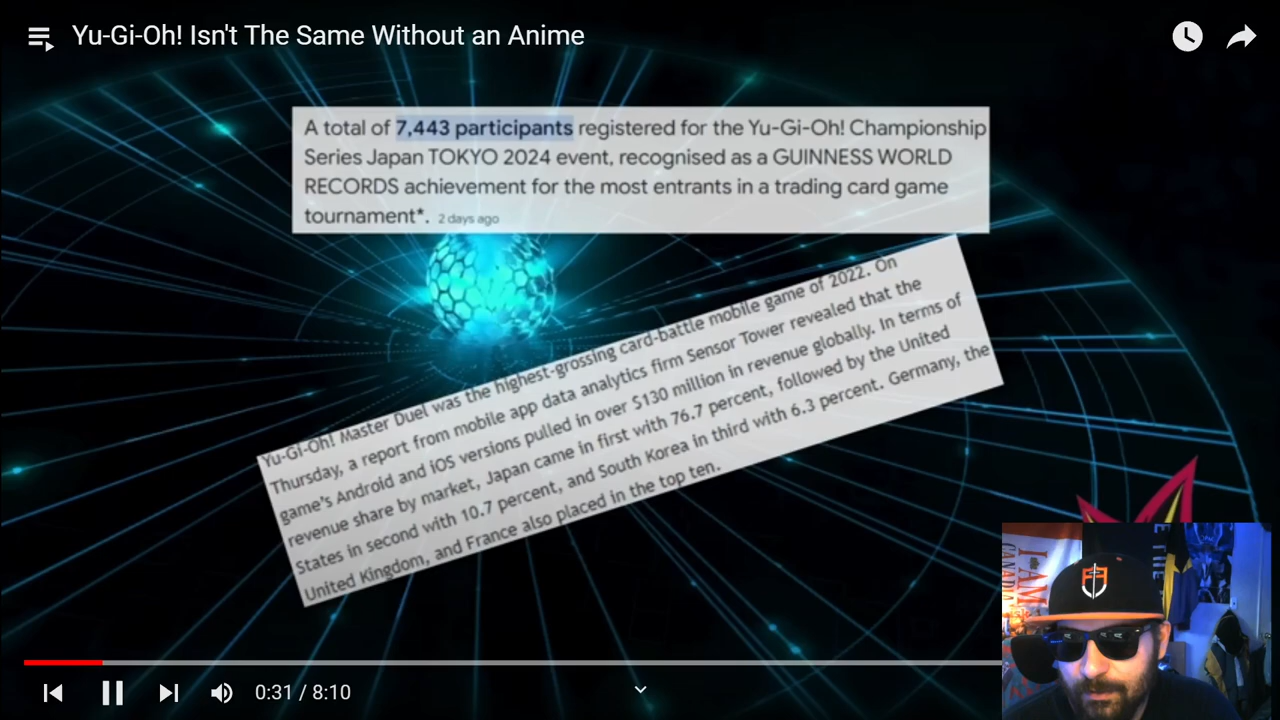 Yu-Gi-Oh! Isn't The Same Without an Anime
A total of 7,443 participants registered for the Yu-Gi-Oh! Championship
Series Japan TOKYO 2024 event, recognised as a GUINNESS WORLD
RECORDS achievement for the most entrants in a trading card game
tournament*. 2 days ago
Yu-Gi-Oh! Master Duel was the highest-grossing card-battle mobile game of 2022. On
Thursday, a report from mobile app data analytics firm Sensor Tower revealed that the
game's Android and iOS versions pulled in over $130 million in revenue globally. In terms of
revenue share by market, Japan came in first with 76.7 percent, followed by the United
States in second with 10.7 percent, and South Korea in third with 6.3 percent. Germany, the
United Kingdom, and France also placed in the top ten.
I AM
CANADA
THE
0:31 / 8:10